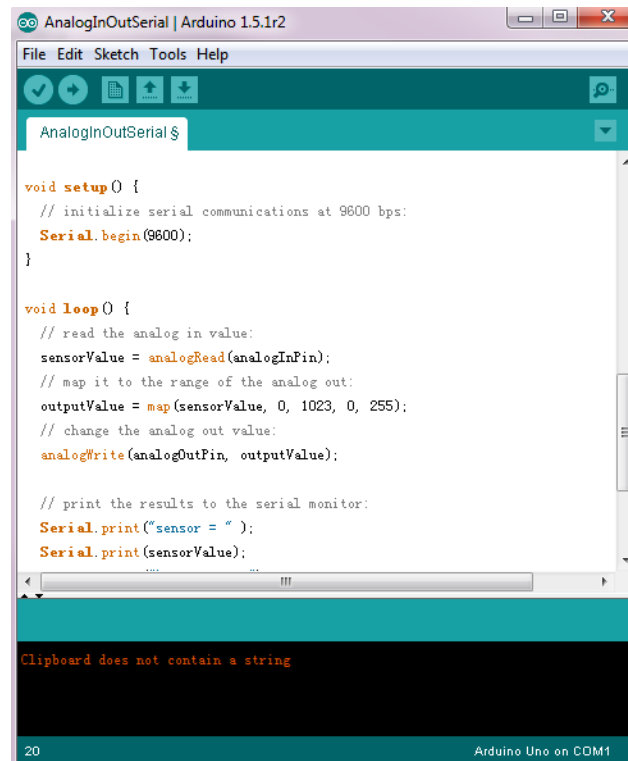 AnalogInOutSerial | Arduino 1.5.1r2
File Edit Sketch Tools Help
AnalogInOutSerial §
void setup() {
// initialize serial communications at 9600 bps:
Serial.begin(9600);
}
void loop() {
// read the analog in value:
sensorValue = analogRead(analogInPin);
// map it to the range of the analog out:
outputValue = map(sensorValue, 0, 1023, 0, 255);
// change the analog out value:
analogWrite(analogOutPin, outputValue);
// print the results to the serial monitor:
Serial.print("sensor = " );
Serial.print(sensorValue);
Clipboard does not contain a string
20
Arduino Uno on COM1